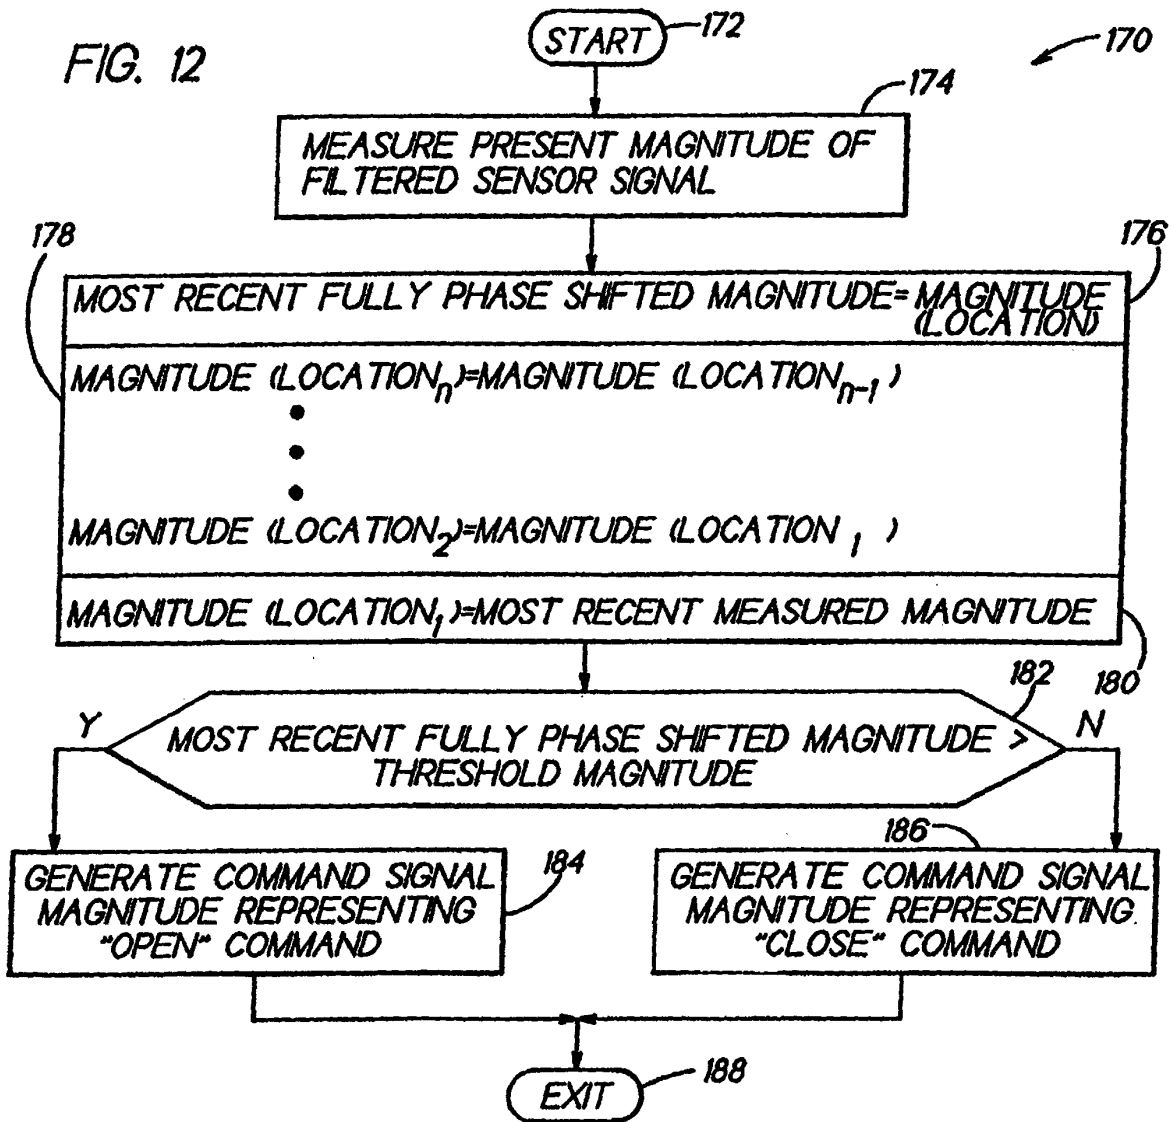 FIG. 12
START
172
170
174
MEASURE PRESENT MAGNITUDE OF
FILTERED SENSOR SIGNAL
178
176
MOST RECENT FULLY PHASE SHIFTED MAGNITUDE=MAGNITUDE
(LOCATION)
MAGNITUDE (LOCATIONn)=MAGNITUDE (LOCATIONn-1 )
MAGNITUDE (LOCATION2)=MAGNITUDE (LOCATION 1 )
MAGNITUDE (LOCATION1)=MOST RECENT MEASURED MAGNITUDE
180
182
Y
N
MOST RECENT FULLY PHASE SHIFTED MAGNITUDE >
THRESHOLD MAGNITUDE
GENERATE COMMAND SIGNAL
MAGNITUDE REPRESENTING
"OPEN" COMMAND
184
186
GENERATE COMMAND SIGNAL
MAGNITUDE REPRESENTING
"CLOSE" COMMAND
EXIT
188